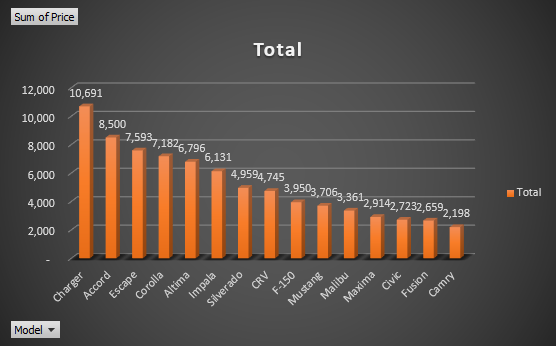 Sum of Price
Total
12,000
10,000
8,000
6,000
4,000
2,000
-
10,691
8,500
7,593
7,182
6,796
6,131
4,959
4,745
3,950
3,706
3,361
2,914
2,723
2,659
2,198
Charger
Accord
Escape
Corolla
Altima
Impala
Silverado
CRV
F-150
Mustang
Malibu
Maxima
Civic
Fusion
Camry
Total
Model